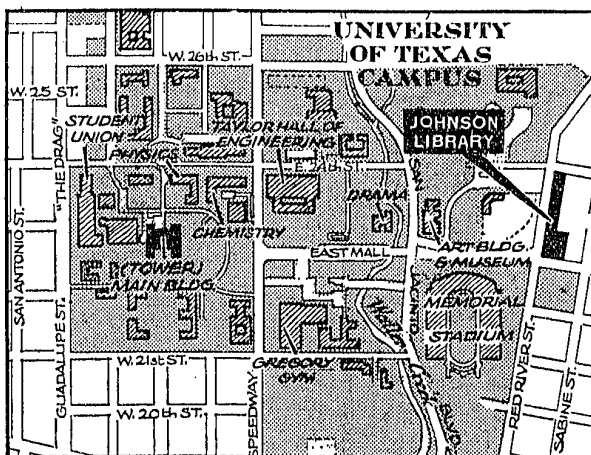 UNIVERSITY
OF TEXAS
CAMPUS
W. 26th ST.
W. 25 ST.
STUDENT
UNION
"THE DRAG"
PHYSICS
TAYLOR HALL OF
ENGINEERING
JOHNSON
LIBRARY
E. 24th ST.
DRAMA
SAN
JACINTO
BLVD.
CHEMISTRY
EAST MALL
ART BLDG.
& MUSEUM
(TOWER)
MAIN BLDG.
MEMORIAL
STADIUM
Waller
Creek
SAN ANTONIO ST.
GUADALUPE ST.
W. 21st ST.
GREGORY
GYM
SPEEDWAY
W. 20th ST.
RED RIVER ST.
SABINE ST.